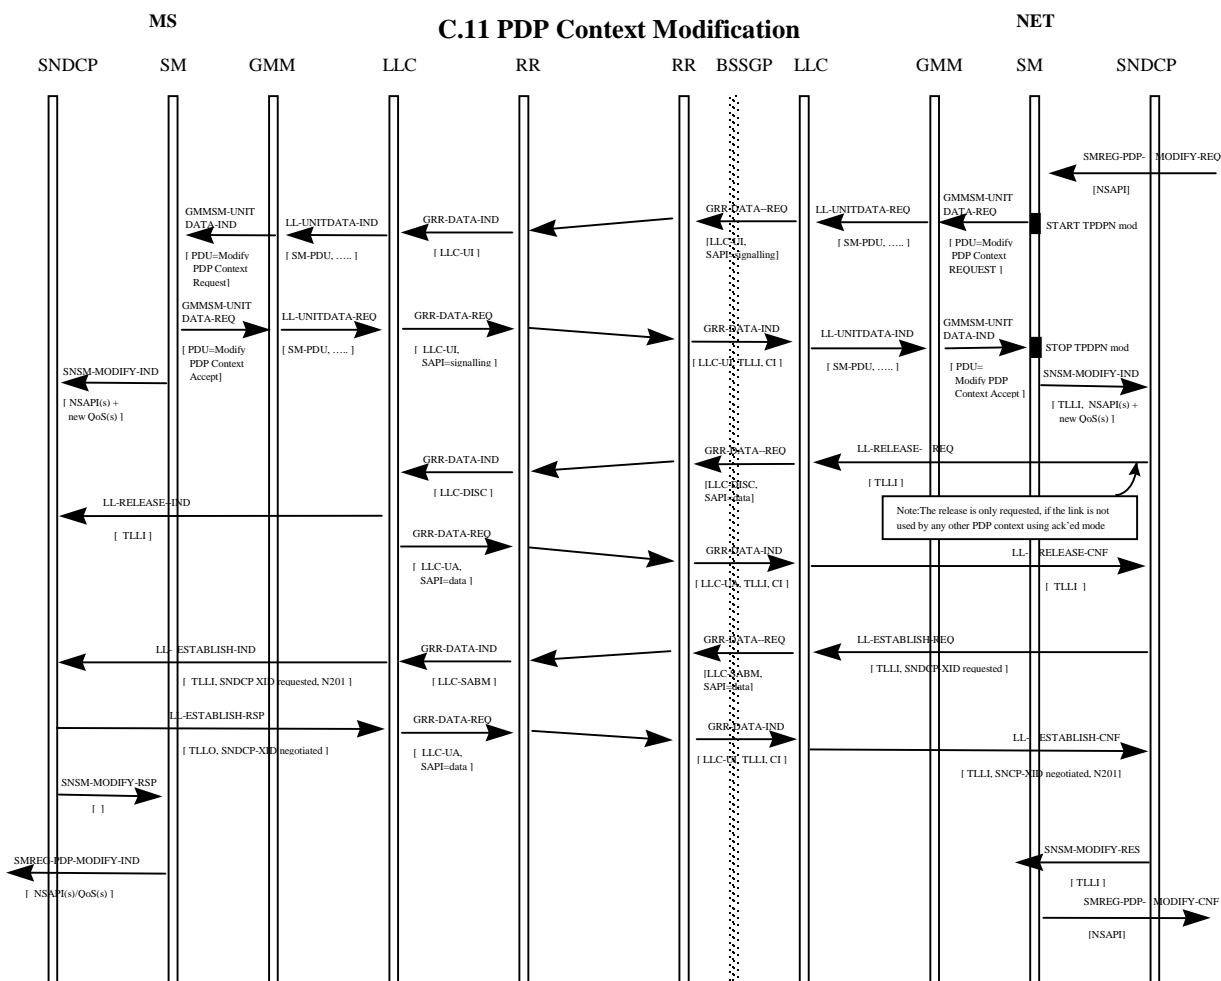 MS
C.11 PDP Context Modification
NET
SNDCP SM GMM LLC RR RR BSSGP LLC GMM SM SNDCP
SMREG-PDP- MODIFY-REQ
[NSAPI]
GMMSM-UNIT
DATA-IND
LL-UNITDATA-IND
GRR-DATA-IND
GRR-DATA--REQ
LL-UNITDATA-REQ
GMMSM-UNIT
DATA-REQ
START TPDPN mod
[ PDU=Modify
PDP Context
Request]
[ SM-PDU, ..... ]
[ LLC-UI ]
[LLC-UI,
SAPI=signalling]
[ SM-PDU, ..... ]
[ PDU=Modify
PDP Context
REQUEST ]
GMMSM-UNIT
DATA-REQ
LL-UNITDATA-REQ
GRR-DATA-REQ
GRR-DATA-IND
LL-UNITDATA-IND
GMMSM-UNIT
DATA-IND
STOP TPDPN mod
[ PDU=Modify
PDP Context
Accept]
[ SM-PDU, ..... ]
[ LLC-UI,
SAPI=signalling ]
[ LLC-UI, TLLI, CI ]
[ SM-PDU, ..... ]
[ PDU=
Modify PDP
Context Accept ]
SNSM-MODIFY-IND
[ NSAPI(s) +
new QoS(s) ]
SNSM-MODIFY-IND
[ TLLI, NSAPI(s) +
new QoS(s) ]
GRR-DATA-IND
GRR-DATA--REQ
LL-RELEASE- REQ
[ LLC-DISC ]
[LLC-DISC,
SAPI=data]
[ TLLI ]
Note:The release is only requested, if the link is not
used by any other PDP context using ack'ed mode
LL-RELEASE-IND
[ TLLI ]
GRR-DATA-REQ
GRR-DATA-IND
LL- RELEASE-CNF
[ LLC-UA,
SAPI=data ]
[ LLC-UA, TLLI, CI ]
[ TLLI ]
LL- ESTABLISH-IND
GRR-DATA-IND
GRR-DATA--REQ
LL-ESTABLISH-REQ
[ TLLI, SNDCP XID requested, N201 ]
[ LLC-SABM ]
[LLC-SABM,
SAPI=data]
[ TLLI, SNDCP-XID requested ]
LL-ESTABLISH-RSP
GRR-DATA-REQ
GRR-DATA-IND
LL- ESTABLISH-CNF
[ TLLO, SNDCP-XID negotiated ]
[ LLC-UA,
SAPI=data ]
[ LLC-UI, TLLI, CI ]
[ TLLI, SNCP-XID negotiated, N201]
SNSM-MODIFY-RSP
[ ]
SMREG-PDP-MODIFY-IND
[ NSAPI(s)/QoS(s) ]
SNSM-MODIFY-RES
[ TLLI ]
SMREG-PDP- MODIFY-CNF
[NSAPI]